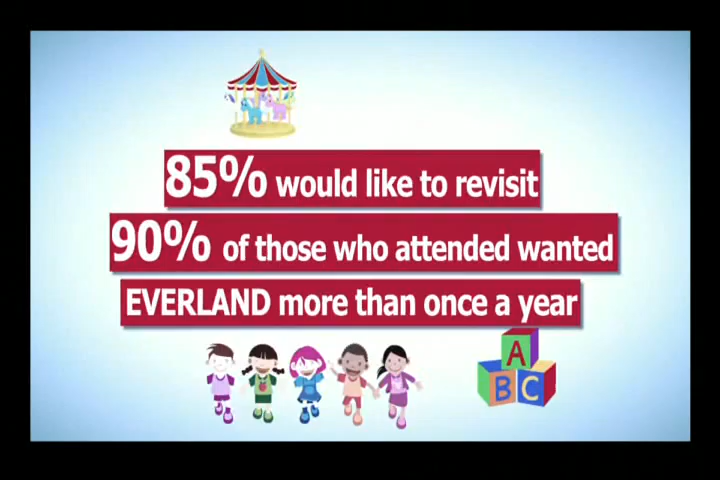 85% would like to revisit
90% of those who attended wanted
EVERLAND more than once a year
A
B C